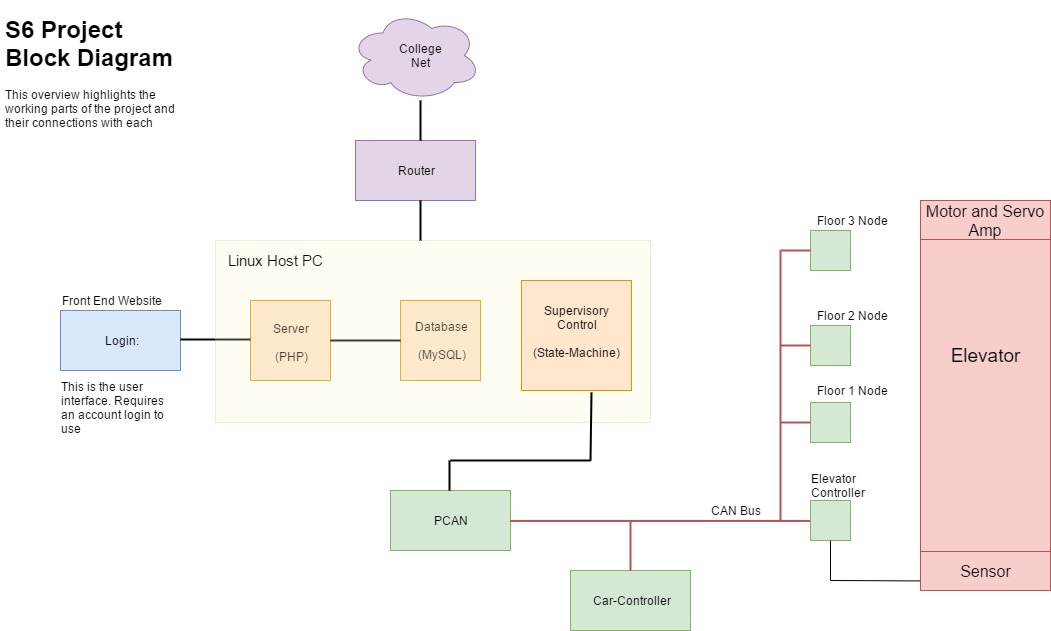 S6 Project
Block Diagram
This overview highlights the
working parts of the project and
their connections with each
College
Net
Router
Linux Host PC
Front End Website
Login:
This is the user
interface. Requires
an account login to
use
Server
(PHP)
Database
(MySQL)
Supervisory
Control
(State-Machine)
PCAN
CAN Bus
Car-Controller
Floor 3 Node
Floor 2 Node
Floor 1 Node
Elevator
Controller
Motor and Servo
Amp
Elevator
Sensor